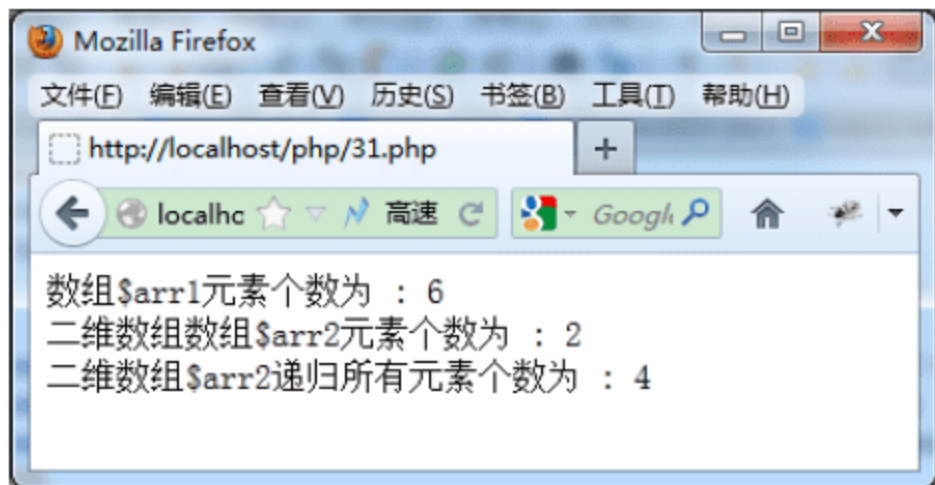 Mozilla Firefox
文件(F) 编辑(E) 查看(V) 历史(S) 书签(B) 工具(T) 帮助(H)
http://localhost/php/31.php
localhc 高速 Googl
数组$arr1元素个数为 : 6
二维数组数组$arr2元素个数为 : 2
二维数组$arr2递归所有元素个数为 : 4